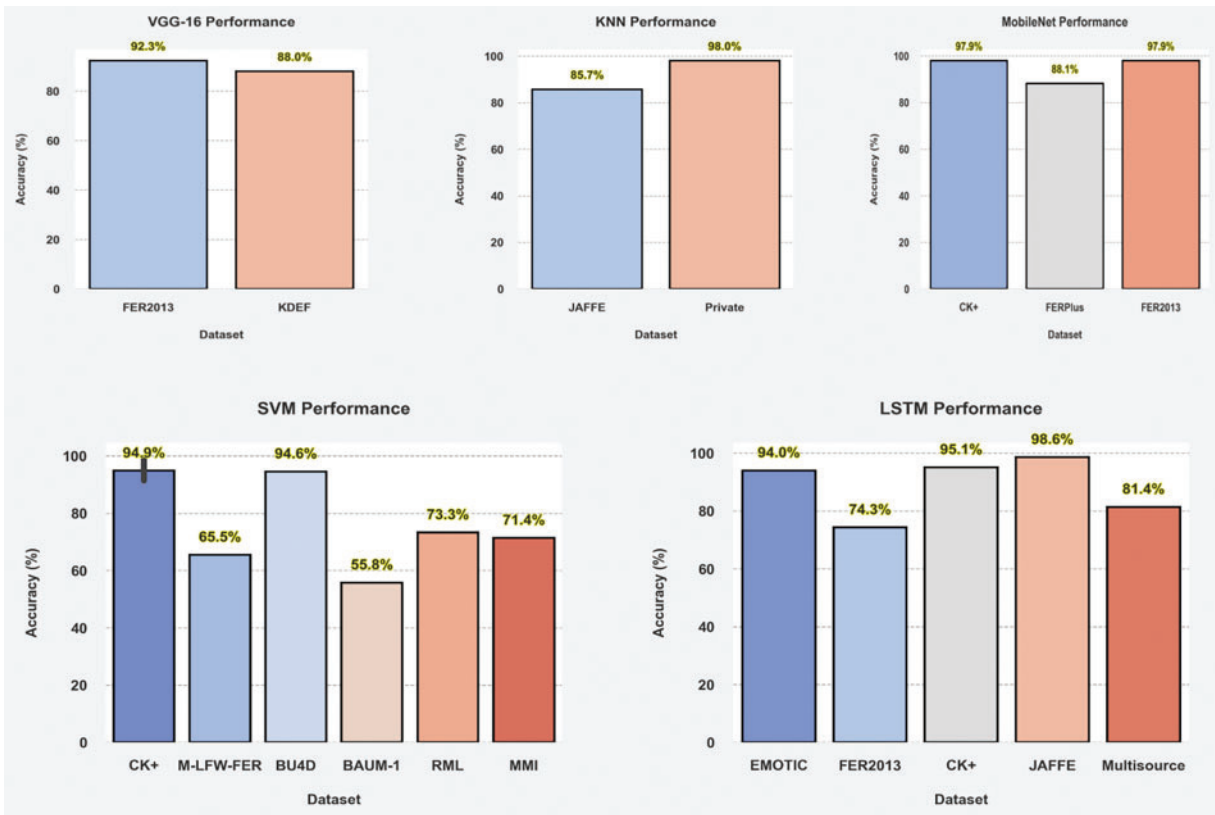 VGG-16 Performance
92.3%
88.0%
80
60
40
20
0
Accuracy (%)
FER2013 KDEF
Dataset
KNN Performance
98.0%
85.7%
100
80
60
40
20
0
Accuracy (%)
JAFFE Private
Dataset
MobileNet Performance
97.9% 97.9%
88.1%
100
80
60
40
20
0
Accuracy (%)
CK+ FERPlus FER2013
Dataset
SVM Performance
94.9% 94.6%
65.5% 55.8% 73.3% 71.4%
100
80
60
40
20
0
Accuracy (%)
CK+ M-LFW-FER BU4D BAUM-1 RML MMI
Dataset
LSTM Performance
94.0% 74.3% 95.1% 98.6% 81.4%
100
80
60
40
20
0
Accuracy (%)
EMOTIC FER2013 CK+ JAFFE Multisource
Dataset